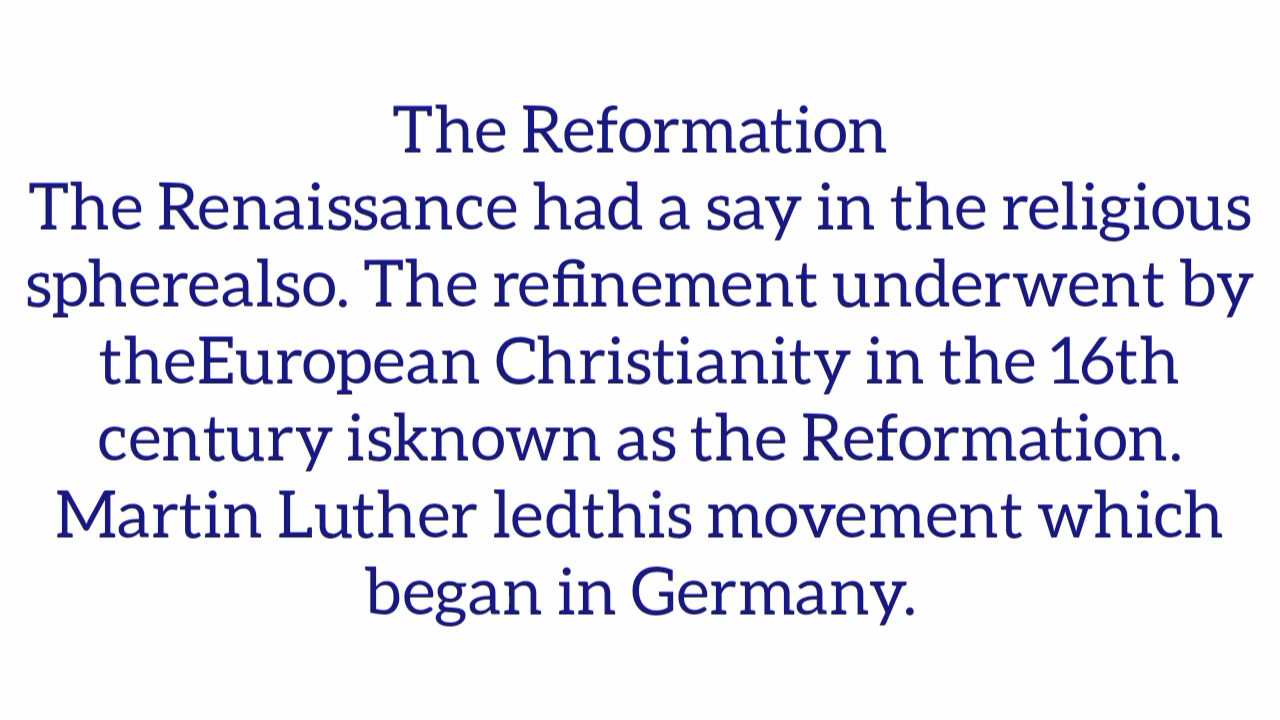 The Reformation
The Renaissance had a say in the religious
spherealso. The refinement underwent by
theEuropean Christianity in the 16th
century isknown as the Reformation.
Martin Luther ledthis movement which
began in Germany.